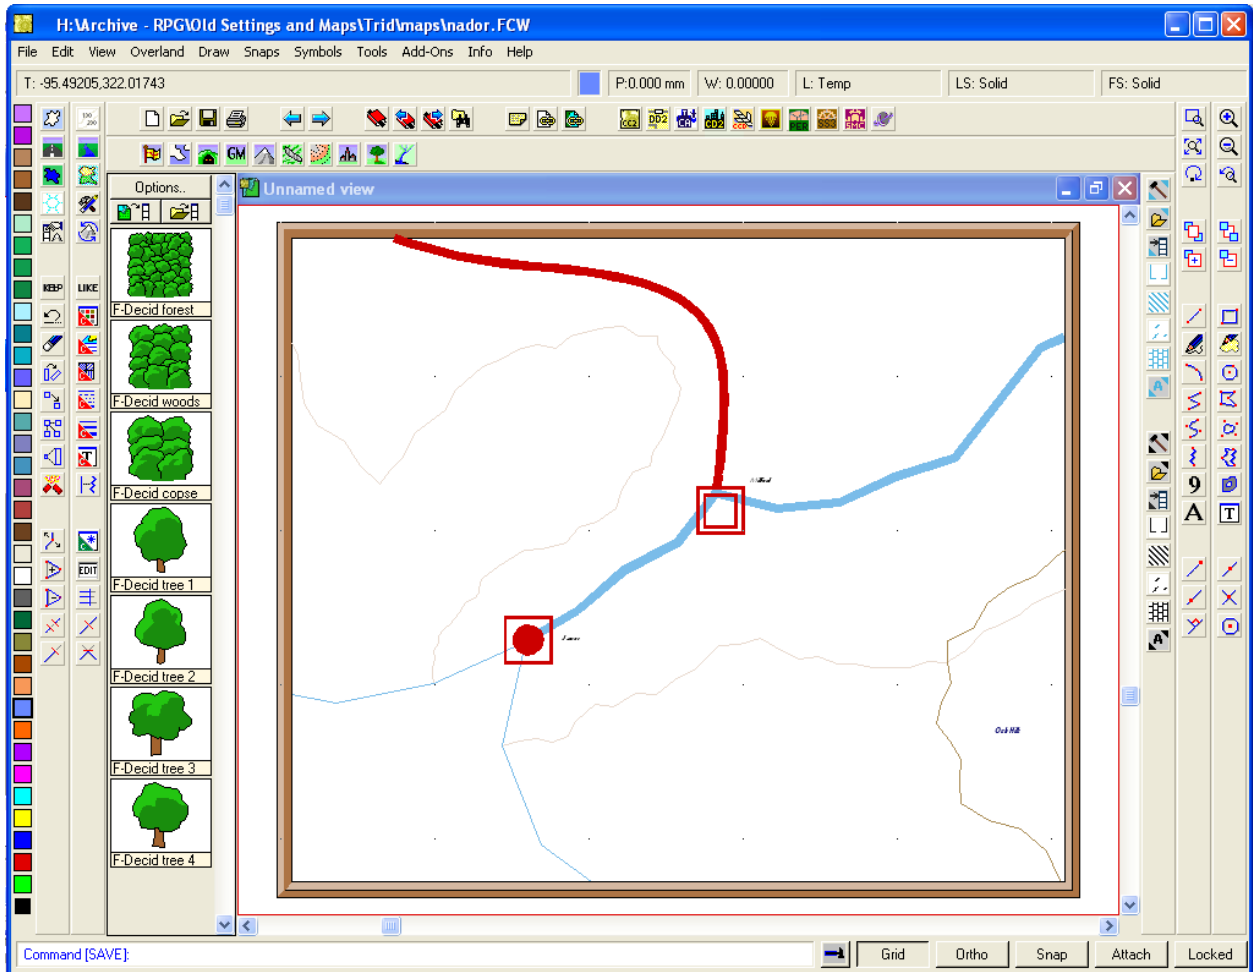 H:\Archive - RPG\Old Settings and Maps\Trid\maps\nador.FCW
File Edit View Overland Draw Snaps Symbols Tools Add-Ons Info Help
T: -95.49205,322.01743 P:0.000 mm W: 0.00000 L: Temp LS: Solid FS: Solid
GM
Options..
Unnamed view
F-Decid forest
KEEP LIKE
F-Decid woods
F-Decid copse
9
A T
F-Decid tree 1
EDIT
F-Decid tree 2
Oak Hills
F-Decid tree 3
F-Decid tree 4
Command [SAVE]:
Grid Ortho Snap Attach Locked